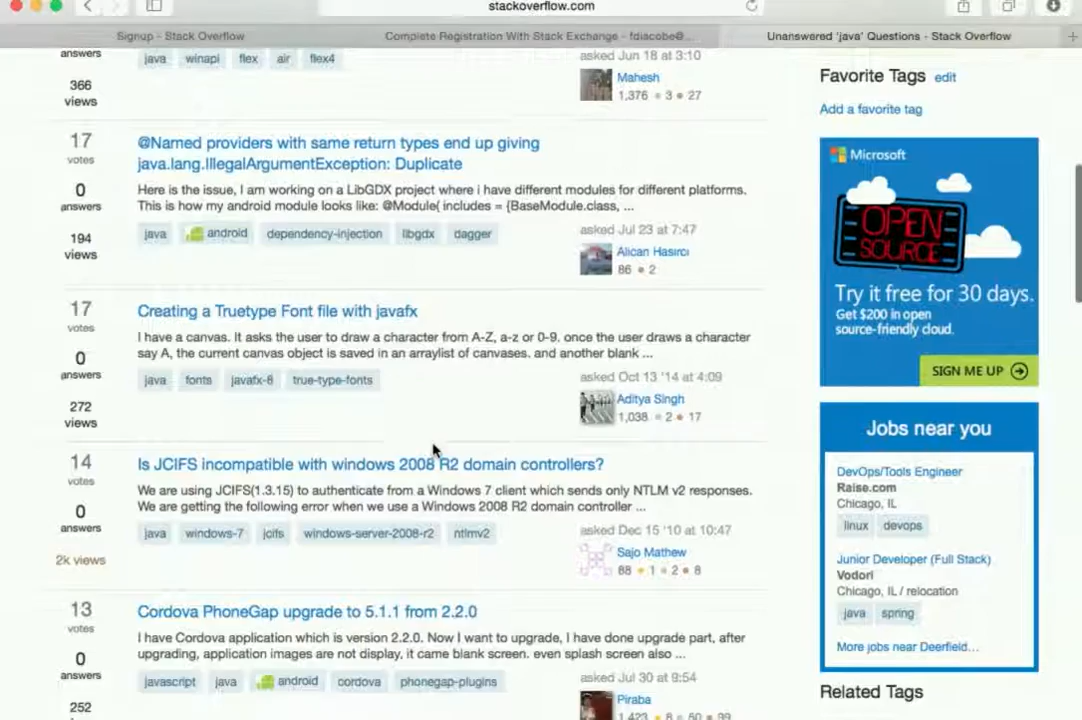 stackoverflow.com
Signup - Stack Overflow
Complete Registration With Stack Exchange - fdiacobe@...
Unanswered 'java' Questions - Stack Overflow
answers
java winapi flex air flex4
asked Jun 18 at 3:10
366
views
Mahesh
1,376 3 27
17
votes
0
answers
194
views
@Named providers with same return types end up giving
java.lang.IllegalArgumentException: Duplicate
Here is the issue, I am working on a LibGDX project where i have different modules for different platforms.
This is how my android module looks like: @Module( includes = {BaseModule.class, ...
java android dependency-injection libgdx dagger
asked Jul 23 at 7:47
Alican Hasirci
86 2
17
votes
0
answers
272
views
Creating a Truetype Font file with javafx
I have a canvas. It asks the user to draw a character from A-Z, a-z or 0-9. once the user draws a character
say A, the current canvas object is saved in an arraylist of canvases. and another blank ...
java fonts javafx-8 true-type-fonts
asked Oct 13 '14 at 4:09
Aditya Singh
1,038 2 17
14
votes
0
answers
2k views
Is JCIFS incompatible with windows 2008 R2 domain controllers?
We are using JCIFS(1.3.15) to authenticate from a Windows 7 client which sends only NTLM v2 responses.
We are getting the following error when we use a Windows 2008 R2 domain controller ...
java windows-7 jcifs windows-server-2008-r2 ntlmv2
asked Dec 15 '10 at 10:47
Sajo Mathew
88 1 2 8
13
votes
0
answers
252
Cordova PhoneGap upgrade to 5.1.1 from 2.2.0
I have Cordova application which is version 2.2.0. Now I want to upgrade, I have done upgrade part, after
upgrading, application images are not display, it came blank screen. even splash screen also ...
javascript java android cordova phonegap-plugins
asked Jul 30 at 9:54
Piraba
1,423 8 50 99
Favorite Tags edit
Add a favorite tag
Microsoft
OPEN
SOURCE
Try it free for 30 days.
Get $200 in open
source-friendly cloud.
SIGN ME UP
Jobs near you
DevOps/Tools Engineer
Raise.com
Chicago, IL
linux devops
Junior Developer (Full Stack)
Vodori
Chicago, IL / relocation
java spring
More jobs near Deerfield...
Related Tags